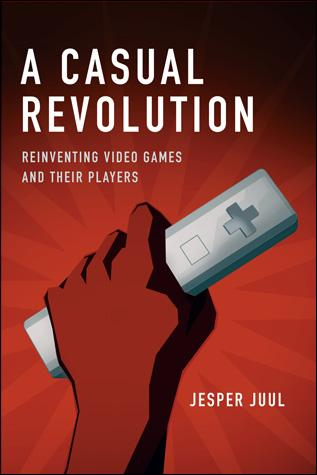 A CASUAL
REVOLUTION
REINVENTING VIDEO GAMES
AND THEIR PLAYERS
JESPER JUUL